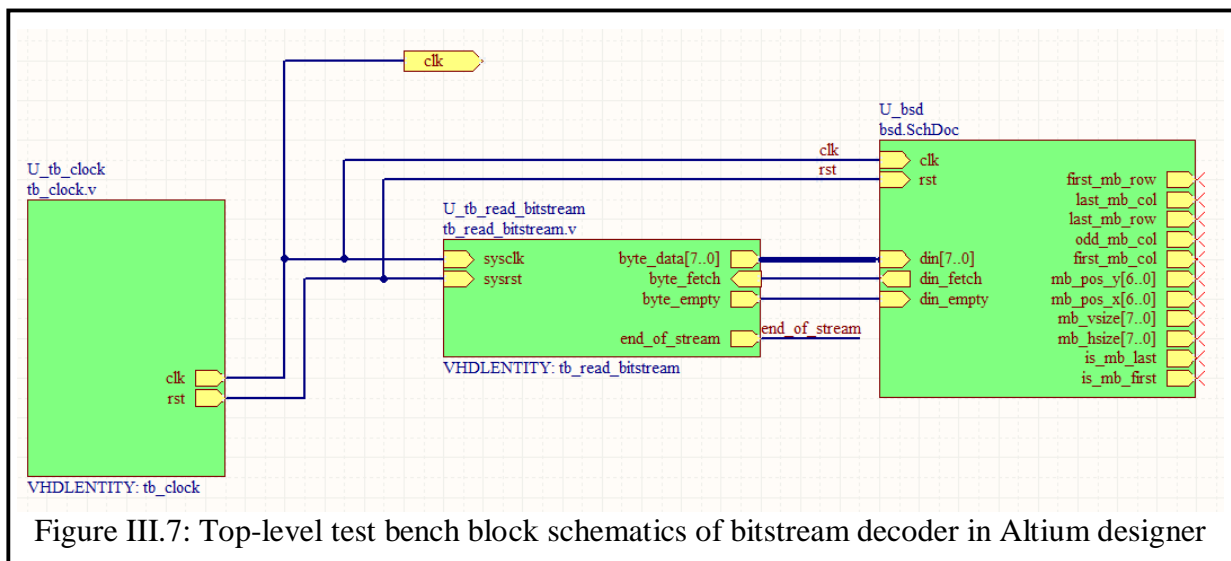 clk
U_bsd
bsd.SchDoc
clk
rst
clk
rst
first_mb_row
last_mb_col
last_mb_row
odd_mb_col
first_mb_col
mb_pos_y[6..0]
mb_pos_x[6..0]
mb_vsize[7..0]
mb_hsize[7..0]
is_mb_last
is_mb_first
din[7..0]
din_fetch
din_empty
U_tb_clock
tb_clock.v
clk
rst
VHDLENTITY: tb_clock
U_tb_read_bitstream
tb_read_bitstream.v
sysclk
sysrst
byte_data[7..0]
byte_fetch
byte_empty
end_of_stream
end_of_stream
VHDLENTITY: tb_read_bitstream
Figure III.7: Top-level test bench block schematics of bitstream decoder in Altium designer